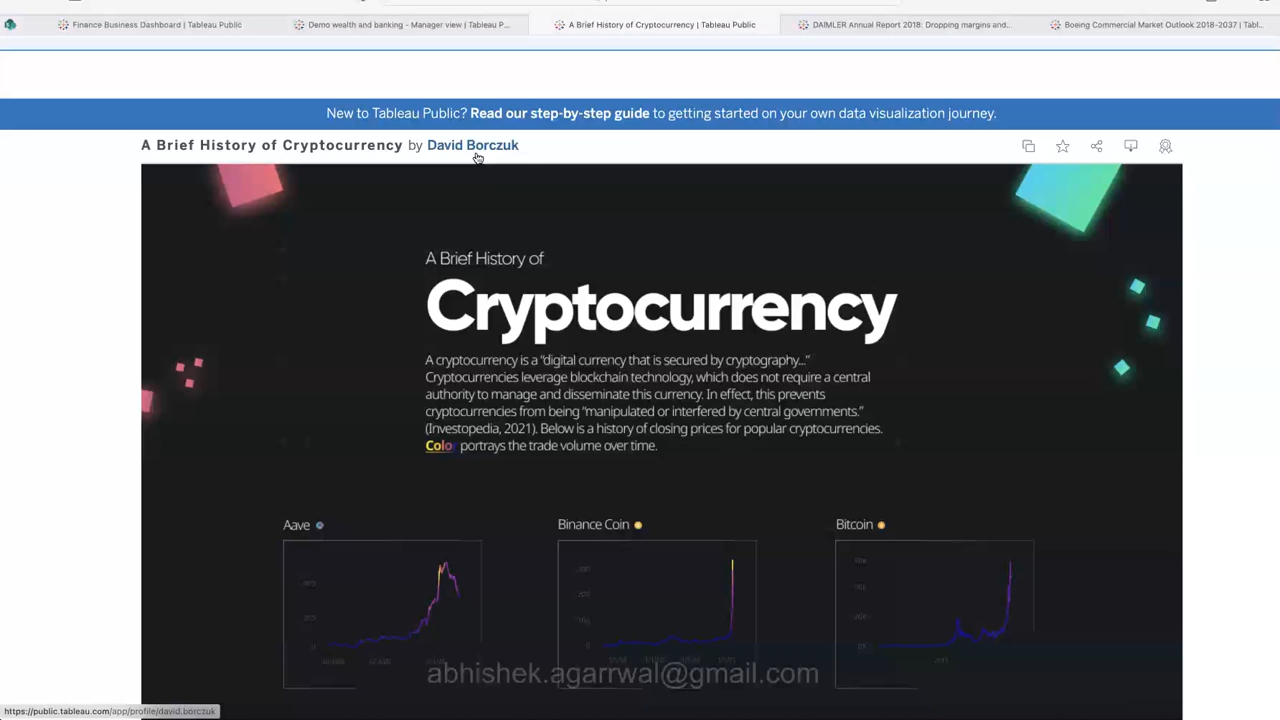 Finance Business Dashboard | Tableau Public
Demo wealth and banking - Manager view | Tableau P...
A Brief History of Cryptocurrency | Tableau Public
DAIMLER Annual Report 2018: Dropping margins and...
Boeing Commercial Market Outlook 2018-2037 | Tabl...
New to Tableau Public? Read our step-by-step guide to getting started on your own data visualization journey.
A Brief History of Cryptocurrency by David Borczuk
A Brief History of
Cryptocurrency
A cryptocurrency is a “digital currency that is secured by cryptography...”
Cryptocurrencies leverage blockchain technology, which does not require a central
authority to manage and disseminate this currency. In effect, this prevents
cryptocurrencies from being “manipulated or interfered by central governments.”
(Investopedia, 2021). Below is a history of closing prices for popular cryptocurrencies.
Colo portrays the trade volume over time.
Aave
Binance Coin
Bitcoin
abhishek.agarrwal@gmail.com
https://public.tableau.com/app/profile/david.borczuk